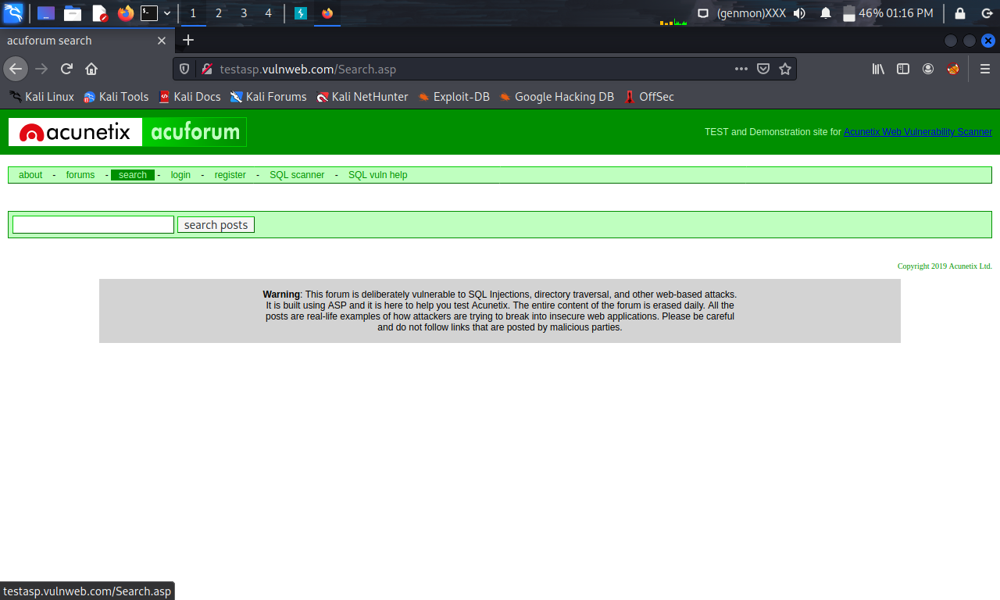 1 2 3 4 (genmon)XXX 46% 01:16 PM
acuforum search
testasp.vulnweb.com/Search.asp
Kali Linux Kali Tools Kali Docs Kali Forums Kali NetHunter Exploit-DB Google Hacking DB OffSec
acunetix acuforum TEST and Demonstration site for Acunetix Web Vulnerability Scanner
about - forums - search - login - register - SQL scanner - SQL vuln help
search posts
Copyright 2019 Acunetix Ltd.
Warning: This forum is deliberately vulnerable to SQL Injections, directory traversal, and other web-based attacks.
It is built using ASP and it is here to help you test Acunetix. The entire content of the forum is erased daily. All the
posts are real-life examples of how attackers are trying to break into insecure web applications. Please be careful
and do not follow links that are posted by malicious parties.
testasp.vulnweb.com/Search.asp